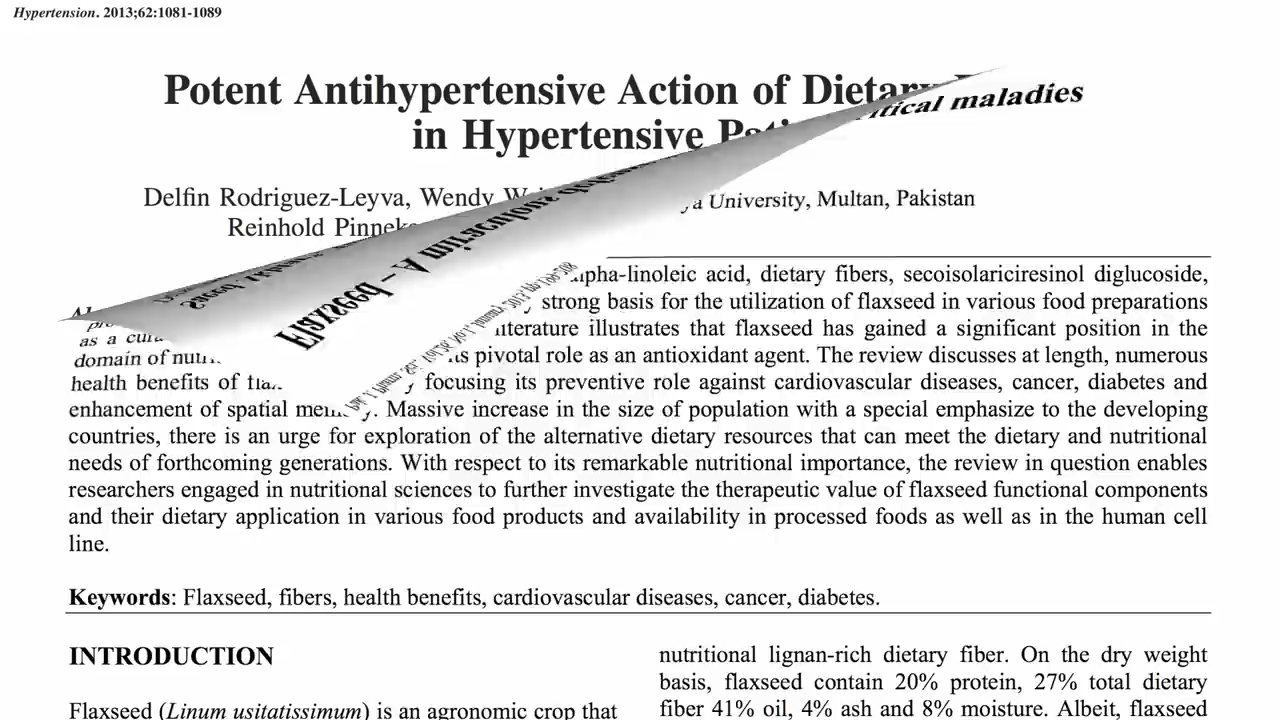 Hypertension. 2013;62:1081-1089
Potent Antihypertensive Action of Dietary
in Hypertensive
Delfin Rodriguez-Leyva, Wendy
Reinhold
critical maladies
University, Multan, Pakistan
Flaxseed – A miraculous
alpha-linoleic acid, dietary fibers, secoisolariciresinol diglucoside,
strong basis for the utilization of flaxseed in various food preparations
as a
literature illustrates that flaxseed has gained a significant position in the
domain of
its pivotal role as an antioxidant agent. The review discusses at length, numerous
health benefits of
focusing its preventive role against cardiovascular diseases, cancer, diabetes and
enhancement of spatial Massive increase in the size of population with a special emphasize to the developing
countries, there is an urge for exploration of the alternative dietary resources that can meet the dietary and nutritional
needs of forthcoming generations. With respect to its remarkable nutritional importance, the review in question enables
researchers engaged in nutritional sciences to further investigate the therapeutic value of flaxseed functional components
and their dietary application in various food products and availability in processed foods as well as in the human cell
line.
Keywords: Flaxseed, fibers, health benefits, cardiovascular diseases, cancer, diabetes.
INTRODUCTION
Flaxseed (Linum usitatissimum) is an agronomic crop that
nutritional lignan-rich dietary fiber. On the dry weight
basis, flaxseed contain 20% protein, 27% total dietary
fiber 41% oil, 4% ash and 8% moisture. Albeit, flaxseed